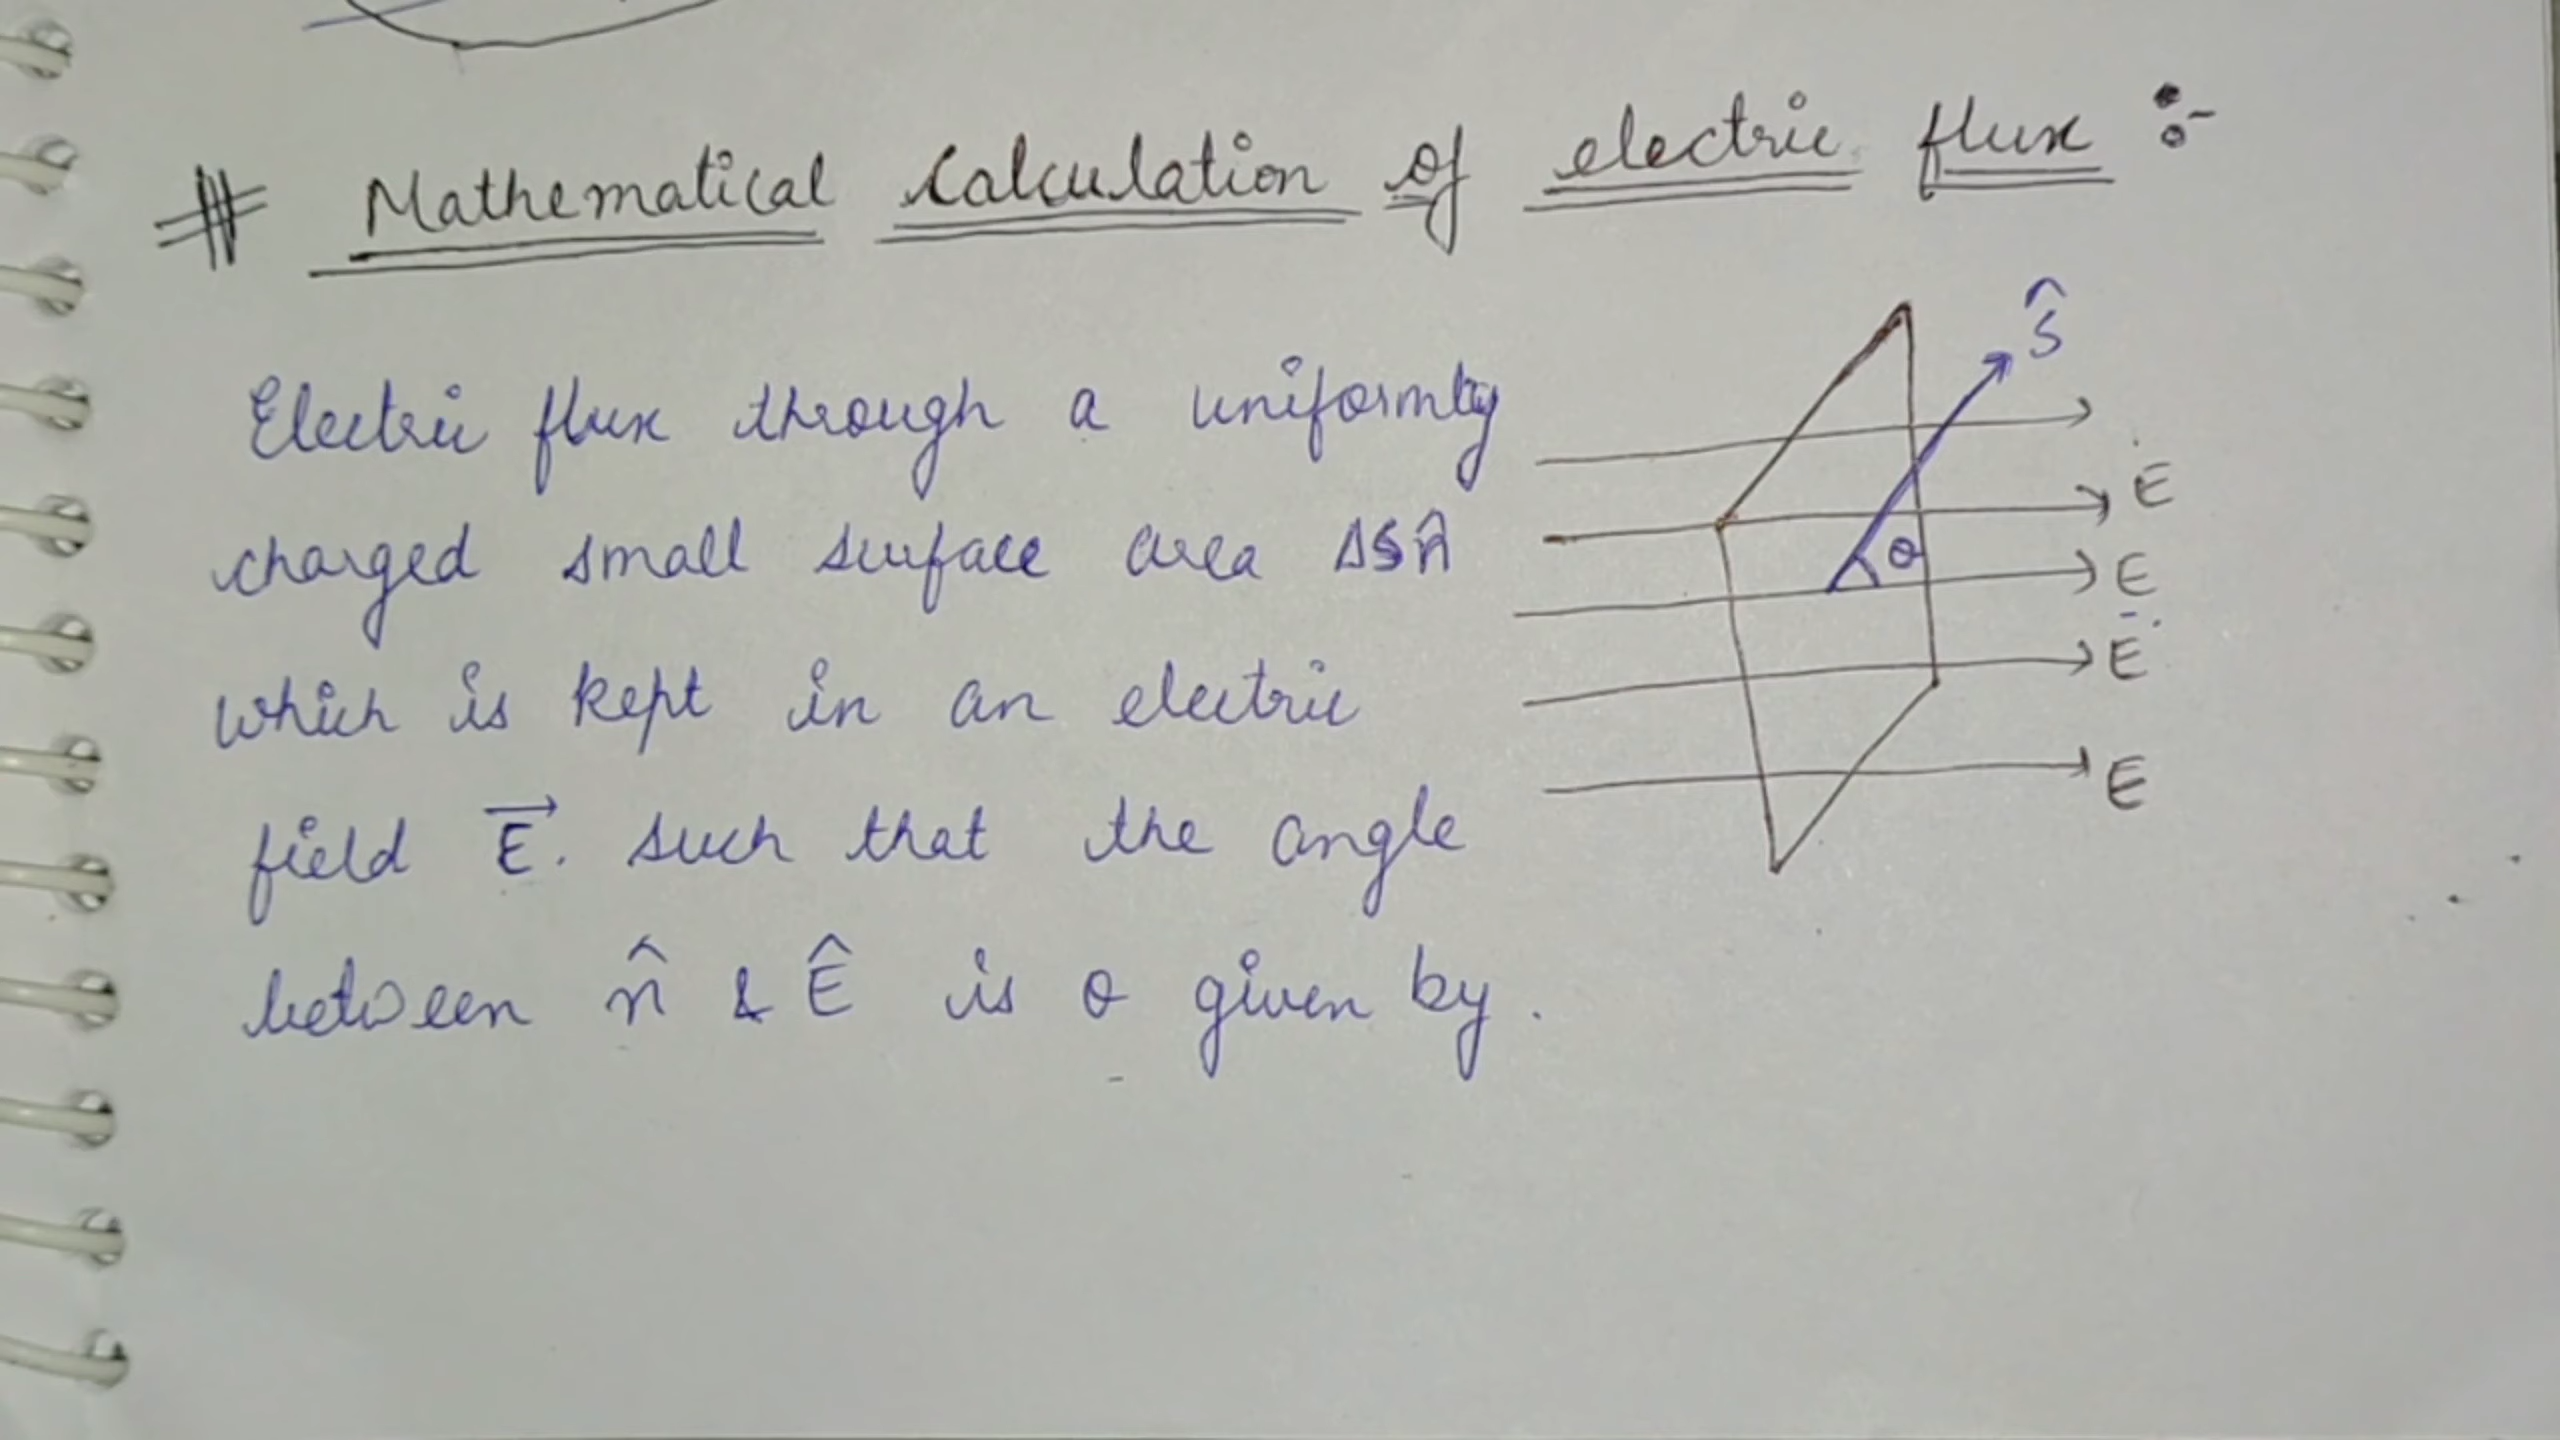 # Mathematical Calculation of electric flux :-
Electric flux through a uniformly
charged small surface area ΔSn̂
which is kept in an electric
field E⃗. such that the angle
between n̂ & Ê is θ given by.
Ŝ
E
θ
E
E
E